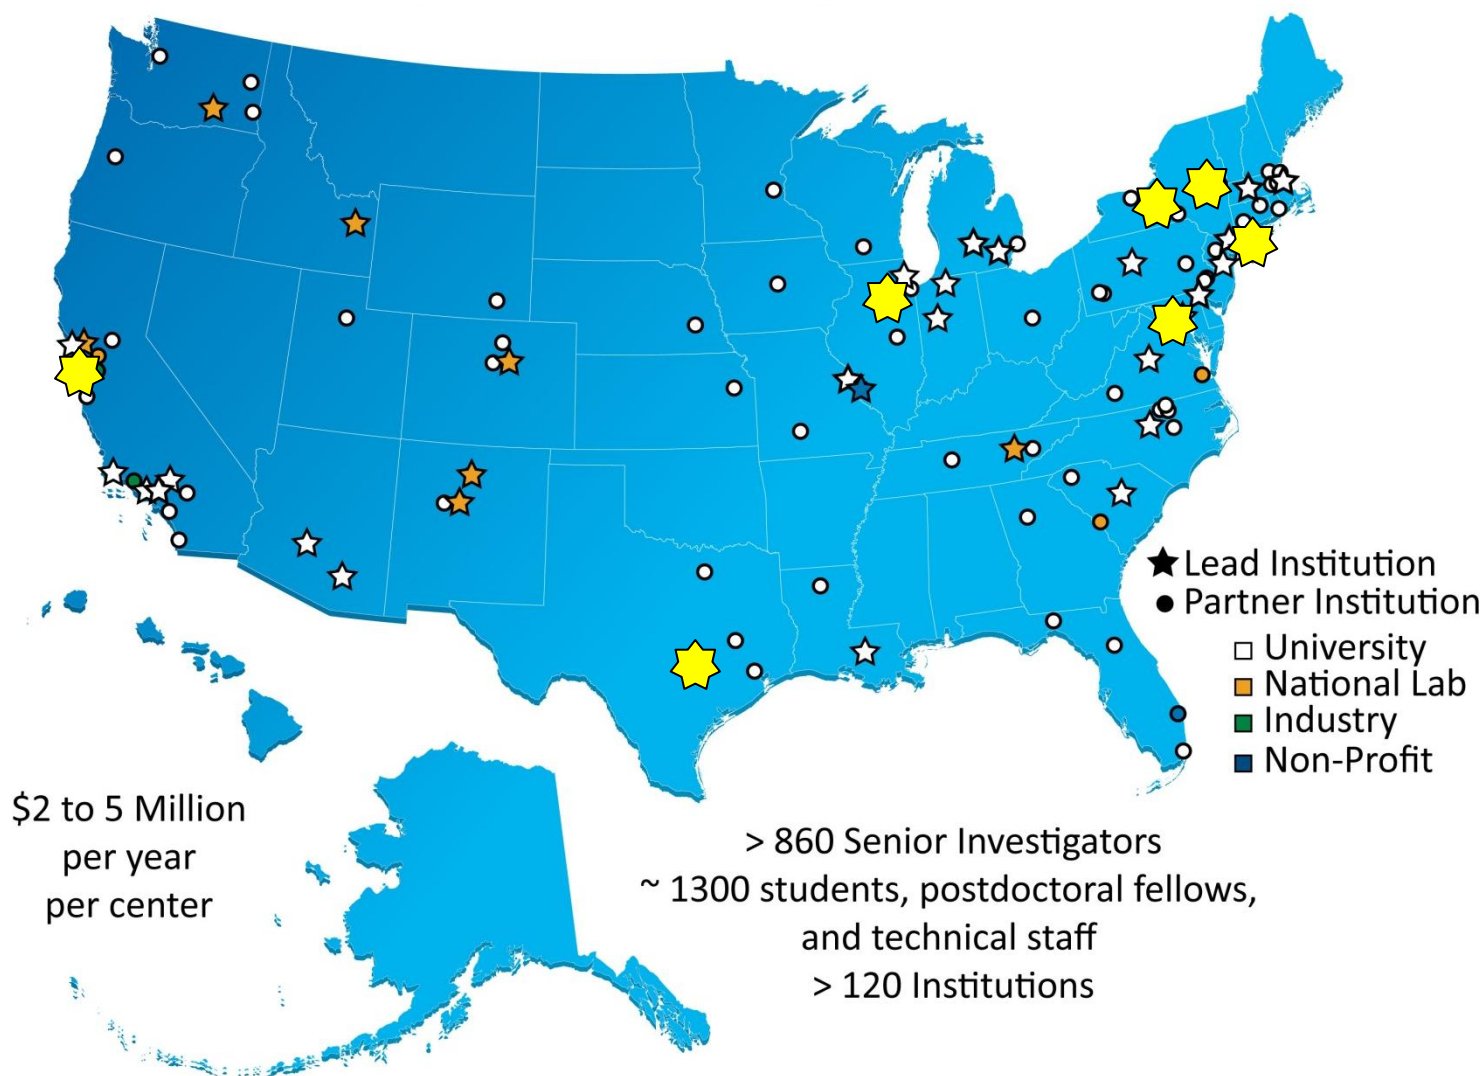 ★ Lead Institution
● Partner Institution
□ University
■ National Lab
■ Industry
■ Non-Profit
$2 to 5 Million
per year
per center
> 860 Senior Investigators
~ 1300 students, postdoctoral fellows,
and technical staff
> 120 Institutions